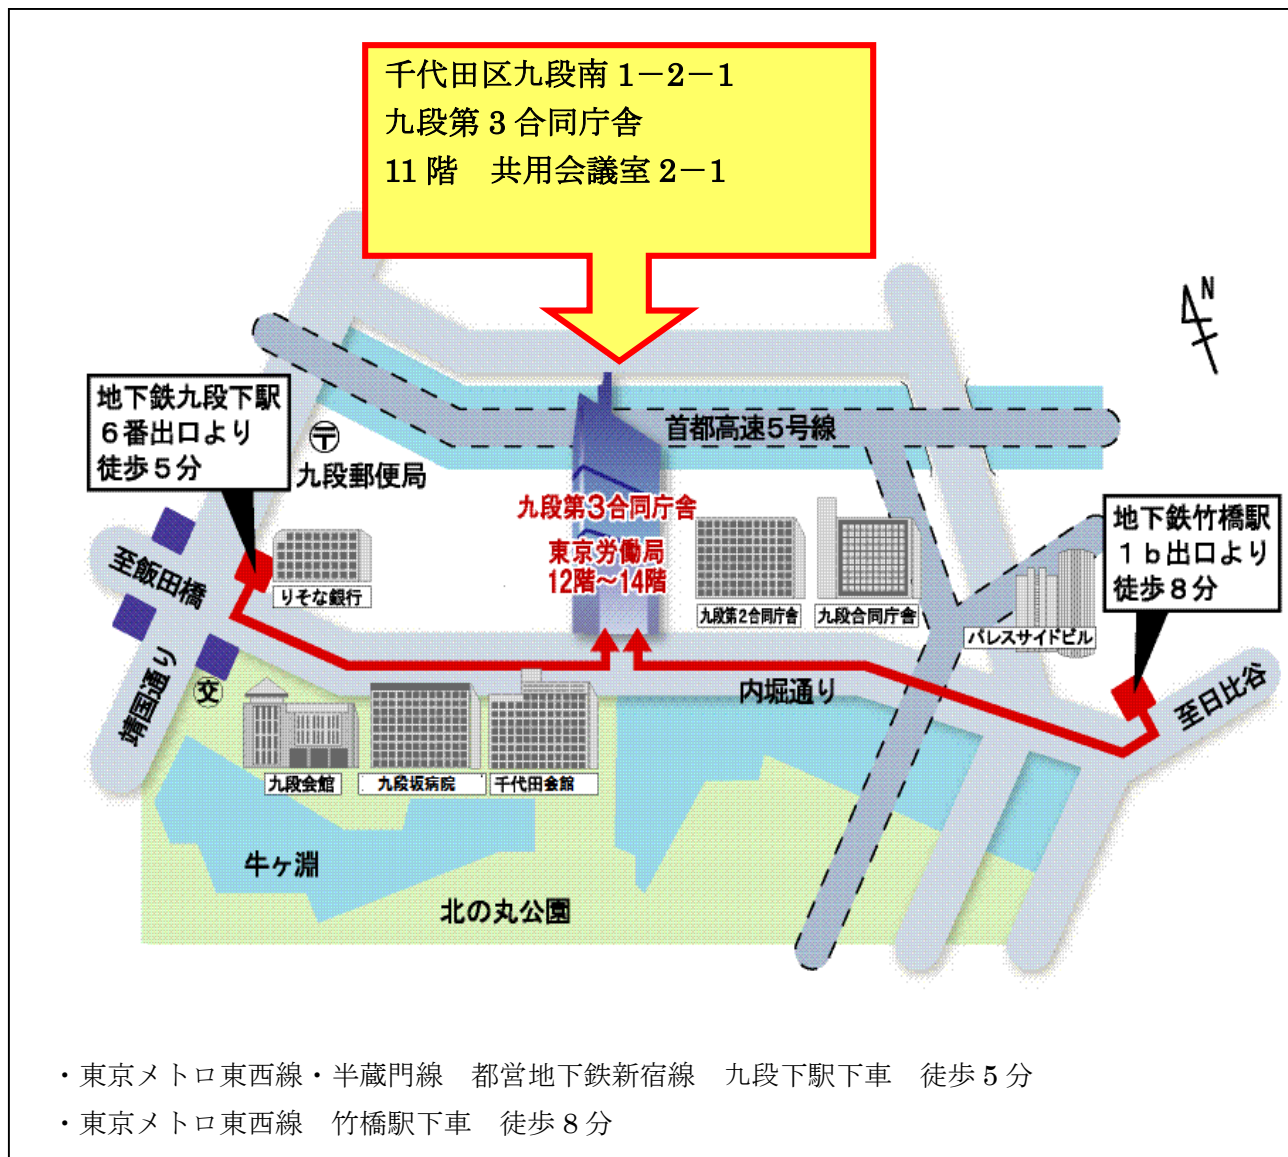 千代田区九段南 1−2−1
九段第 3 合同庁舎
11 階　共用会議室 2−1
N
地下鉄九段下駅
6番出口より
徒歩5分
〒
九段郵便局
首都高速5号線
九段第3合同庁舎
東京労働局
12階〜14階
地下鉄竹橋駅
1b出口より
徒歩8分
至飯田橋
りそな銀行
九段第2合同庁舎
九段合同庁舎
パレスサイドビル
靖国通り
交
内堀通り
至日比谷
九段会館
九段坂病院
千代田会館
牛ヶ淵
北の丸公園
・東京メトロ東西線・半蔵門線　都営地下鉄新宿線　九段下駅下車　徒歩 5 分
・東京メトロ東西線　竹橋駅下車　徒歩 8 分